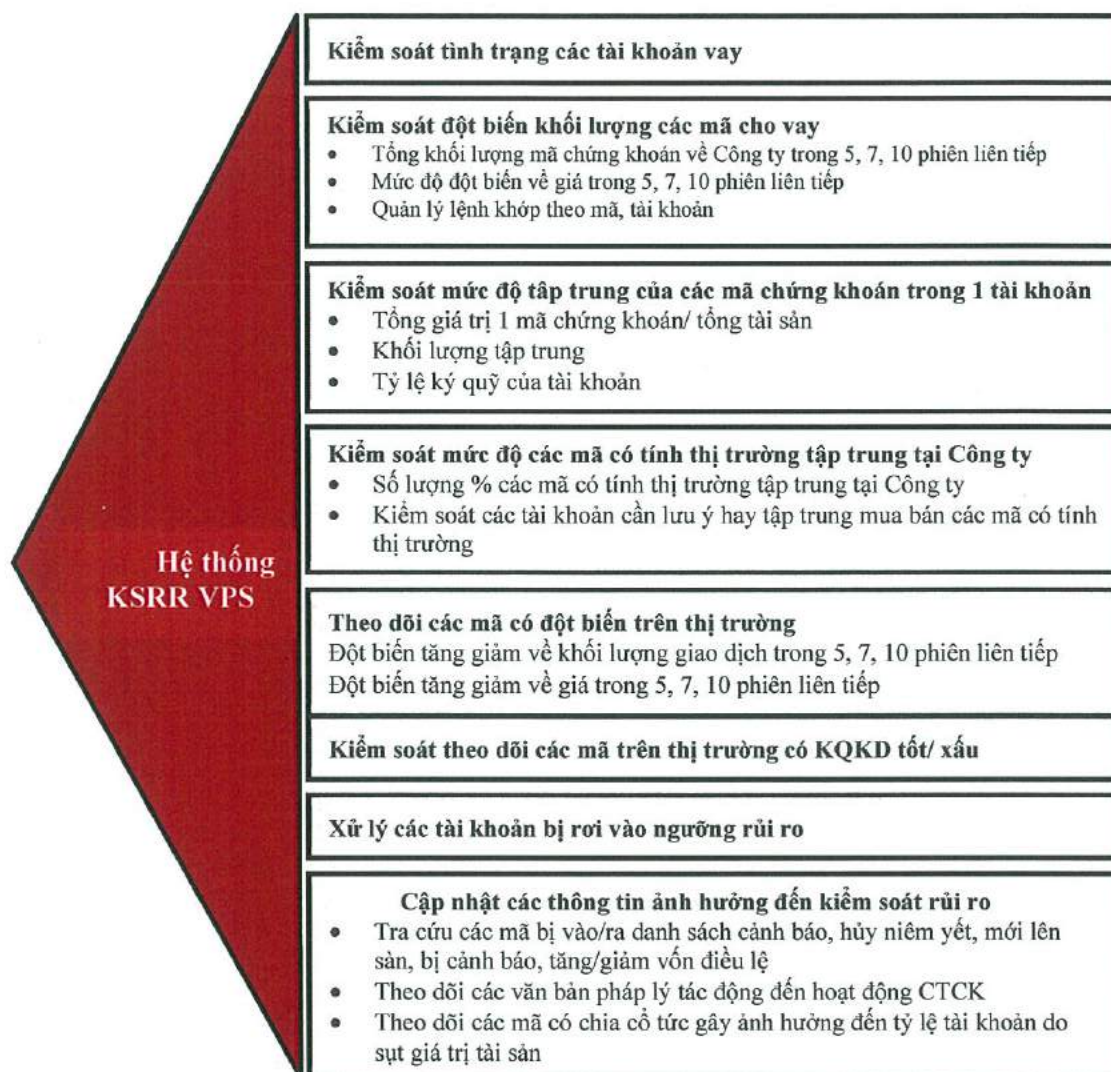 Kiểm soát tình trạng các tài khoản vay
Kiểm soát đột biến khối lượng các mã cho vay
• Tổng khối lượng mã chứng khoán về Công ty trong 5, 7, 10 phiên liên tiếp
• Mức độ đột biến về giá trong 5, 7, 10 phiên liên tiếp
• Quản lý lệnh khớp theo mã, tài khoản
Kiểm soát mức độ tâp trung của các mã chứng khoán trong 1 tài khoản
• Tổng giá trị 1 mã chứng khoán/ tổng tài sản
• Khối lượng tập trung
• Tỷ lệ ký quỹ của tài khoản
Kiểm soát mức độ các mã có tính thị trường tập trung tại Công ty
• Số lượng % các mã có tính thị trường tập trung tại Công ty
• Kiểm soát các tài khoản cần lưu ý hay tập trung mua bán các mã có tính
thị trường
Hệ thống
KSRR VPS
Theo dõi các mã có đột biến trên thị trường
Đột biến tăng giảm về khối lượng giao dịch trong 5, 7, 10 phiên liên tiếp
Đột biến tăng giảm về giá trong 5, 7, 10 phiên liên tiếp
Kiểm soát theo dõi các mã trên thị trường có KQKD tốt/ xấu
Xử lý các tài khoản bị rơi vào ngưỡng rủi ro
Cập nhật các thông tin ảnh hưởng đến kiểm soát rủi ro
• Tra cứu các mã bị vào/ra danh sách cảnh báo, hủy niêm yết, mới lên
sàn, bị cảnh báo, tăng/giảm vốn điều lệ
• Theo dõi các văn bản pháp lý tác động đến hoạt động CTCK
• Theo dõi các mã có chia cổ tức gây ảnh hưởng đến tỷ lệ tài khoản do
sụt giá trị tài sản